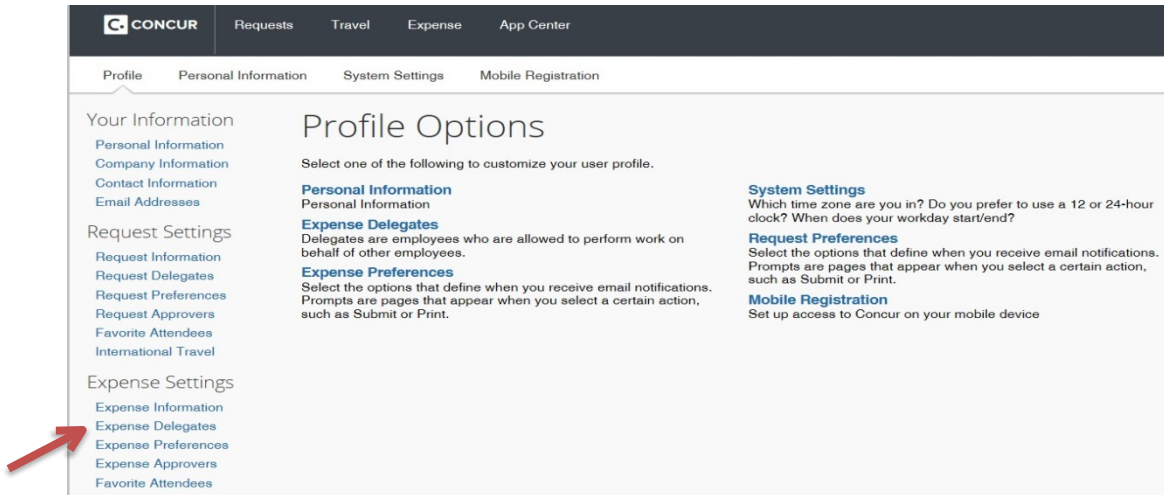 C. CONCUR Requests Travel Expense App Center
Profile Personal Information System Settings Mobile Registration
Your Information
Personal Information
Company Information
Contact Information
Email Addresses
Request Settings
Request Information
Request Delegates
Request Preferences
Request Approvers
Favorite Attendees
International Travel
Expense Settings
Expense Information
Expense Delegates
Expense Preferences
Expense Approvers
Favorite Attendees
Profile Options
Select one of the following to customize your user profile.
Personal Information
Personal Information
Expense Delegates
Delegates are employees who are allowed to perform work on
behalf of other employees.
Expense Preferences
Select the options that define when you receive email notifications.
Prompts are pages that appear when you select a certain action,
such as Submit or Print.
System Settings
Which time zone are you in? Do you prefer to use a 12 or 24-hour
clock? When does your workday start/end?
Request Preferences
Select the options that define when you receive email notifications.
Prompts are pages that appear when you select a certain action,
such as Submit or Print.
Mobile Registration
Set up access to Concur on your mobile device